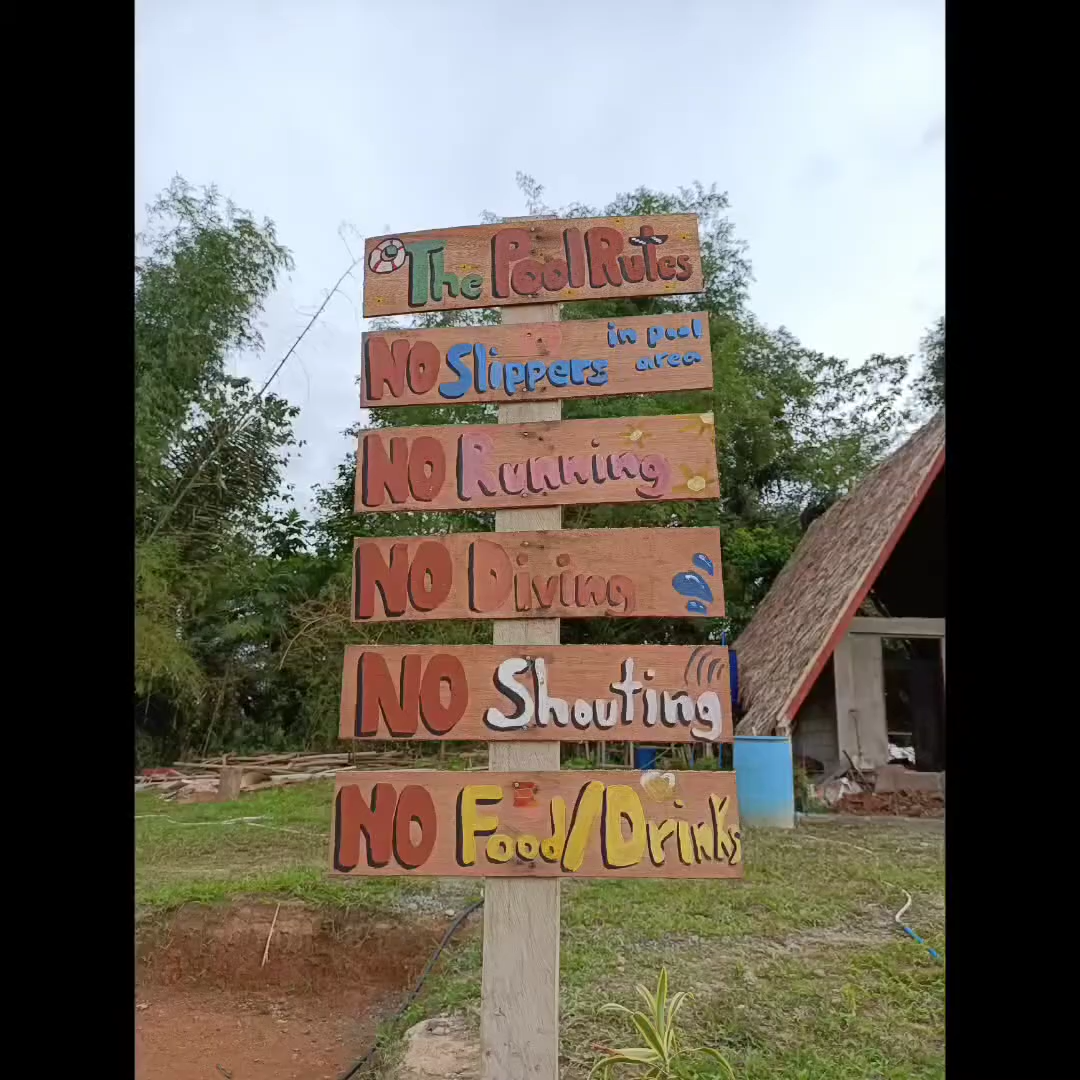 The Pool Rules
NO Slippers in pool area
NO Running
NO Diving
NO Shouting
NO Food/Drinks